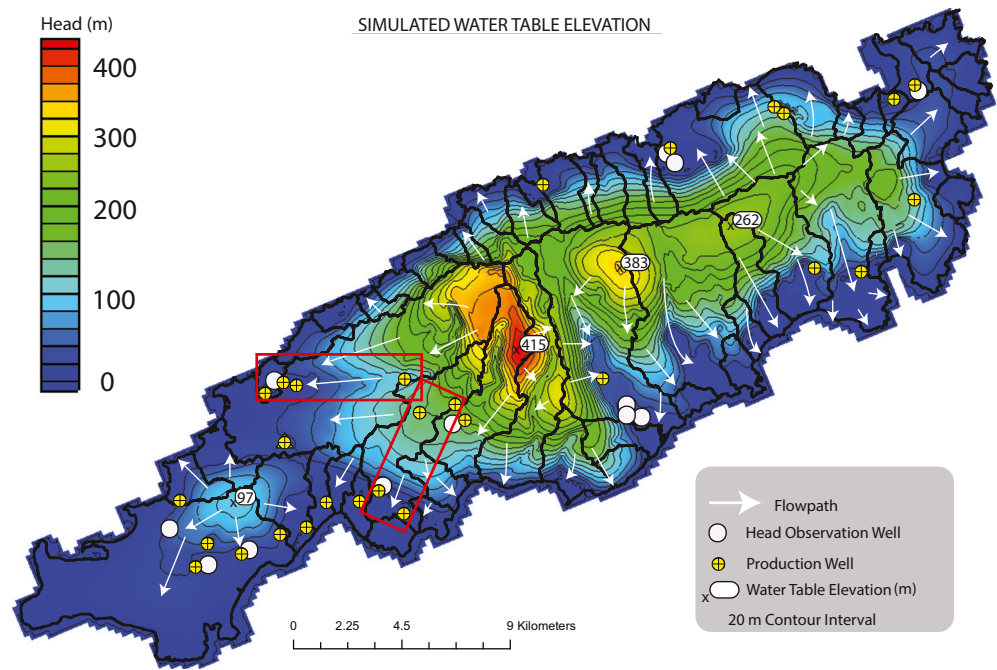 SIMULATED WATER TABLE ELEVATION
Head (m)
400
300
200
100
0
262
383
415
97
Flowpath
Head Observation Well
Production Well
x Water Table Elevation (m)
20 m Contour Interval
0 2.25 4.5 9 Kilometers